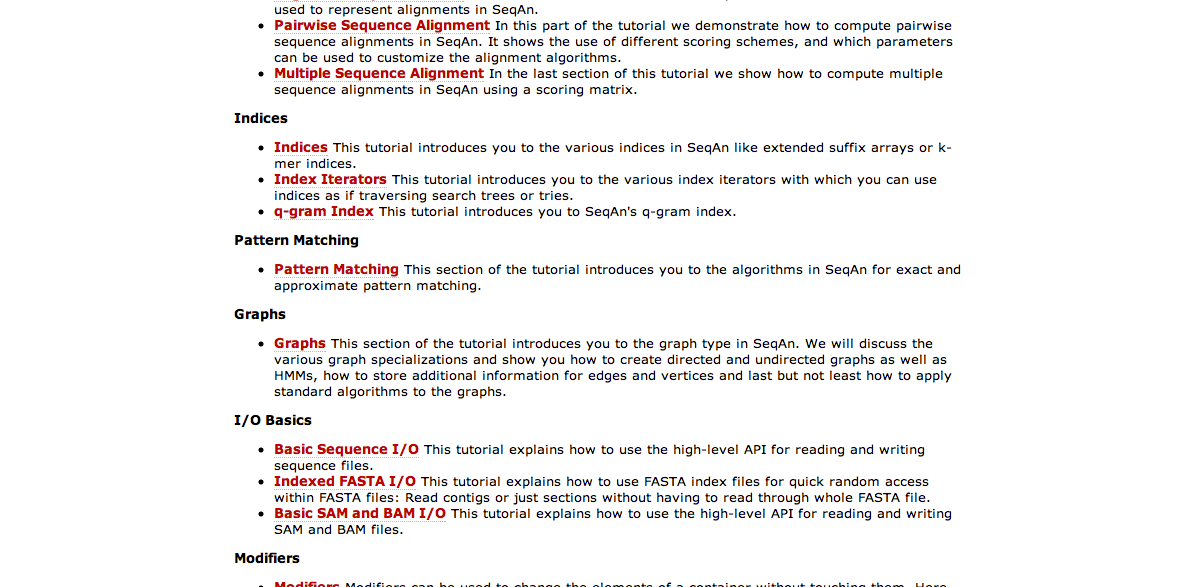 used to represent alignments in SeqAn.
Pairwise Sequence Alignment In this part of the tutorial we demonstrate how to compute pairwise
sequence alignments in SeqAn. It shows the use of different scoring schemes, and which parameters
can be used to customize the alignment algorithms.
Multiple Sequence Alignment In the last section of this tutorial we show how to compute multiple
sequence alignments in SeqAn using a scoring matrix.
Indices
Indices This tutorial introduces you to the various indices in SeqAn like extended suffix arrays or k-
mer indices.
Index Iterators This tutorial introduces you to the various index iterators with which you can use
indices as if traversing search trees or tries.
q-gram Index This tutorial introduces you to SeqAn's q-gram index.
Pattern Matching
Pattern Matching This section of the tutorial introduces you to the algorithms in SeqAn for exact and
approximate pattern matching.
Graphs
Graphs This section of the tutorial introduces you to the graph type in SeqAn. We will discuss the
various graph specializations and show you how to create directed and undirected graphs as well as
HMMs, how to store additional information for edges and vertices and last but not least how to apply
standard algorithms to the graphs.
I/O Basics
Basic Sequence I/O This tutorial explains how to use the high-level API for reading and writing
sequence files.
Indexed FASTA I/O This tutorial explains how to use FASTA index files for quick random access
within FASTA files: Read contigs or just sections without having to read through whole FASTA file.
Basic SAM and BAM I/O This tutorial explains how to use the high-level API for reading and writing
SAM and BAM files.
Modifiers
Modifiers Modifiers can be used to change the elements of a container without touching them. Here